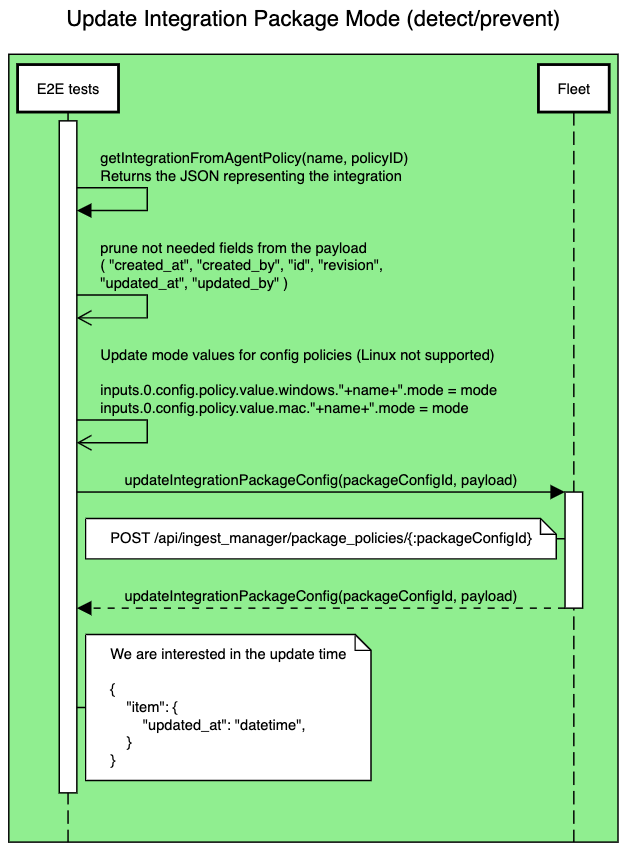 Update Integration Package Mode (detect/prevent)
E2E tests
Fleet
getIntegrationFromAgentPolicy(name, policyID)
Returns the JSON representing the integration
prune not needed fields from the payload
( "created_at", "created_by", "id", "revision",
"updated_at", "updated_by" )
Update mode values for config policies (Linux not supported)
inputs.0.config.policy.value.windows."+name+".mode = mode
inputs.0.config.policy.value.mac."+name+".mode = mode
updateIntegrationPackageConfig(packageConfigId, payload)
POST /api/ingest_manager/package_policies/{:packageConfigId}
updateIntegrationPackageConfig(packageConfigId, payload)
We are interested in the update time
{
"item": {
"updated_at": "datetime",
}
}